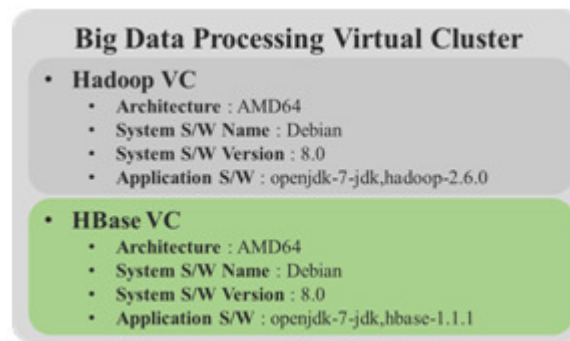 Big Data Processing Virtual Cluster
• Hadoop VC
• Architecture : AMD64
• System S/W Name : Debian
• System S/W Version : 8.0
• Application S/W : openjdk-7-jdk,hadoop-2.6.0
• HBase VC
• Architecture : AMD64
• System S/W Name : Debian
• System S/W Version : 8.0
• Application S/W : openjdk-7-jdk,hbase-1.1.1